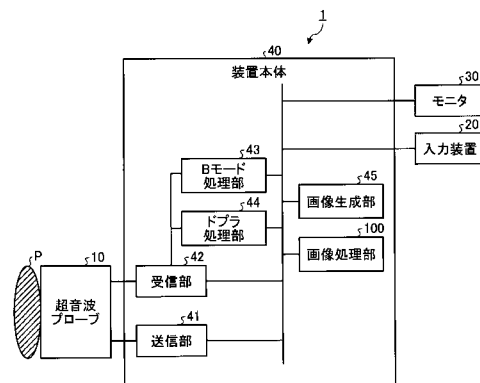 1
40
装置本体
30
モニタ
20
入力装置
43
Bモード
処理部
45
画像生成部
44
ドプラ
処理部
100
画像処理部
P
10
超音波
プローブ
42
受信部
41
送信部